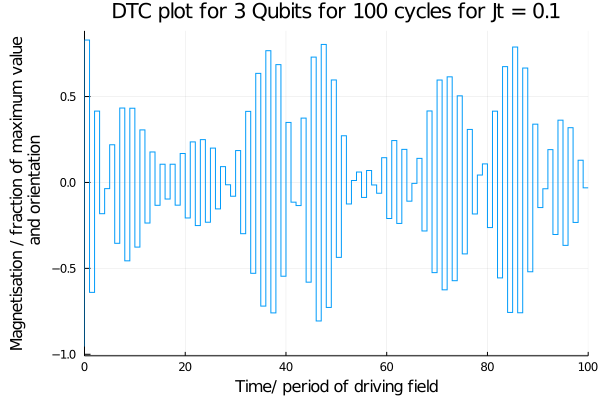 DTC plot for 3 Qubits for 100 cycles for Jt = 0.1
Magnetisation / fraction of maximum value
and orientation
0.5
0.0
−0.5
−1.0
0 20 40 60 80 100
Time/ period of driving field